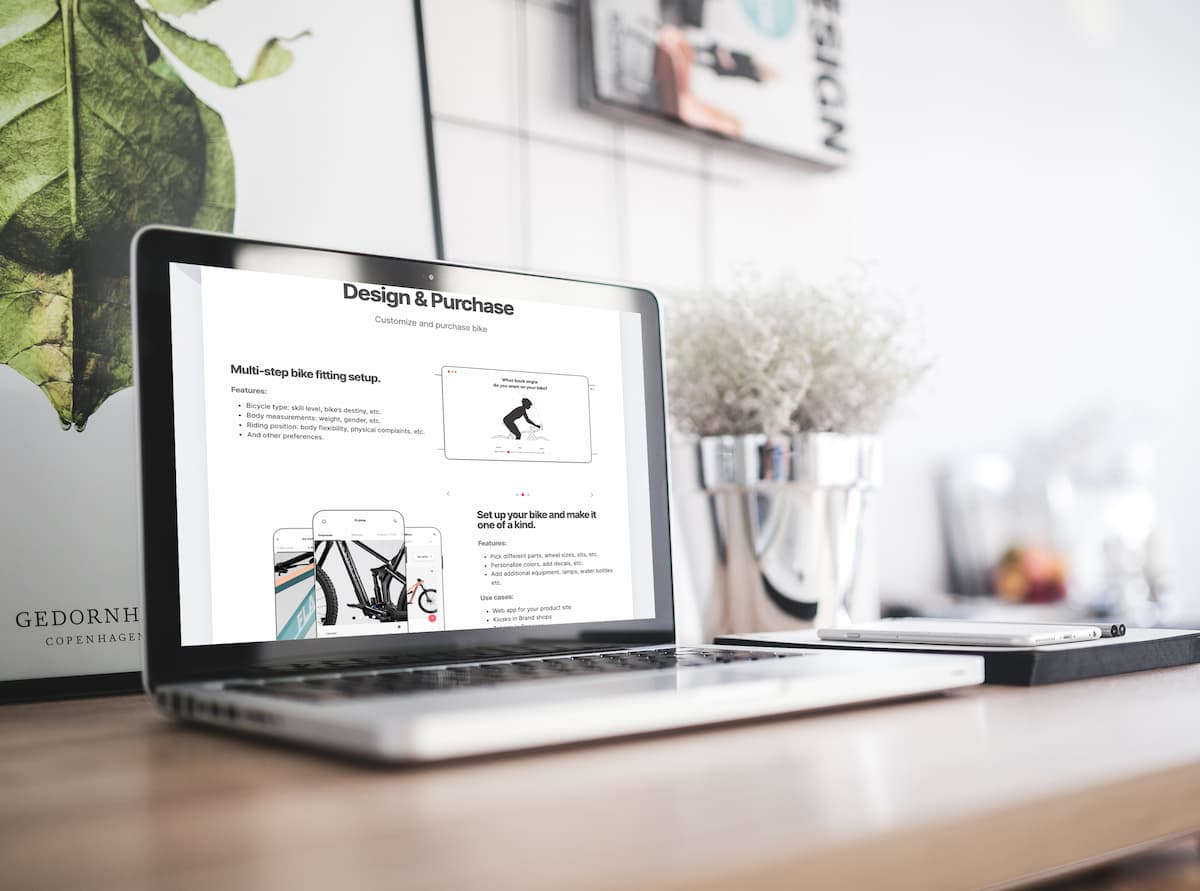 ESIGN
Design & Purchase
Customize and purchase bike
Multi-step bike fitting setup.
Features:
• Bicycle type: skill level, bike's destiny, etc.
• Body measurements: weight, gender, etc.
• Riding position: body flexibility, physical complaints, etc.
• And other preferences.
What back angle
do you want on your bike?
Set up your bike and make it
one of a kind.
Features:
• Pick different parts, wheel sizes, sits, etc.
• Personalize colors, add decals, etc.
• Add additional equipment, lamps, water bottles
etc.
Use cases:
• Web app for your product site
• Kiosks in Brand shops
Frame
GEDORNH
COPENHAGEN